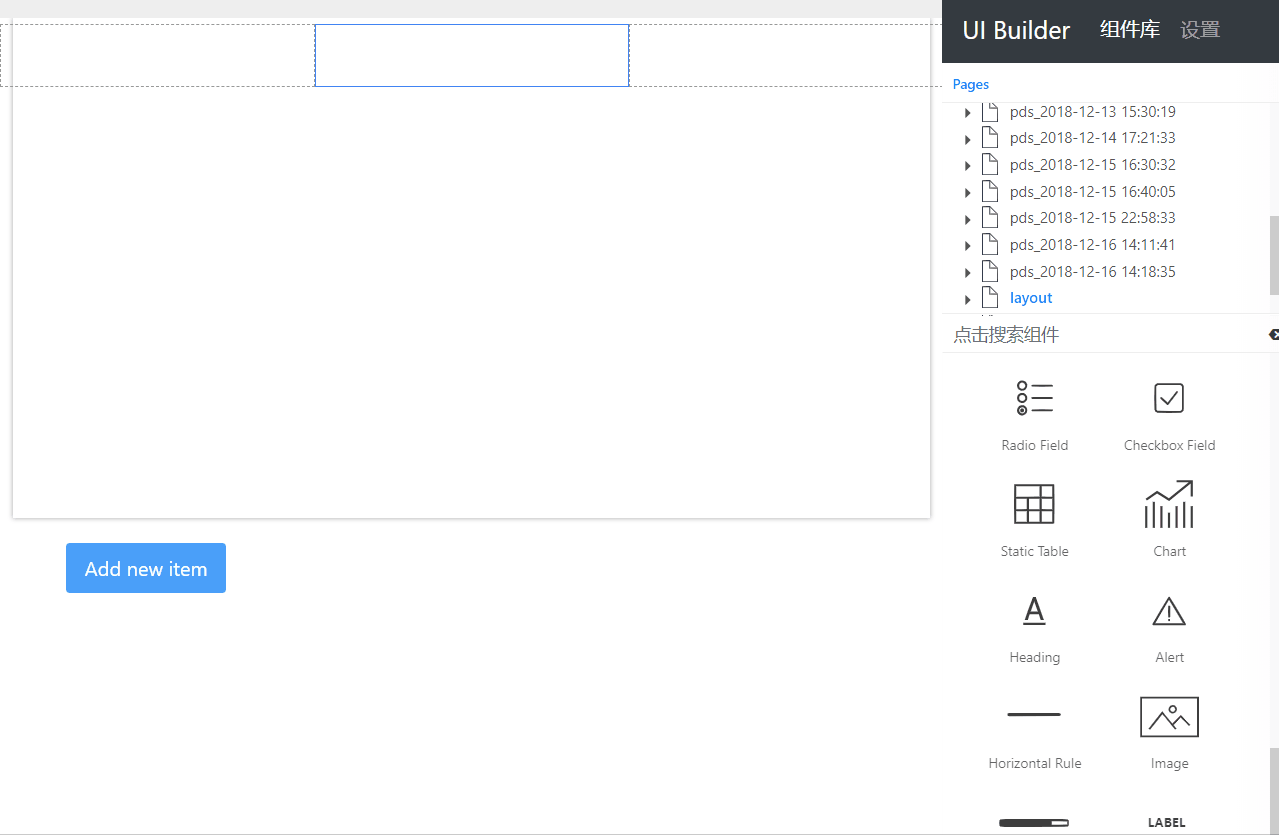 UI Builder 组件库 设置
Pages
pds_2018-12-13 15:30:19
pds_2018-12-14 17:21:33
pds_2018-12-15 16:30:32
pds_2018-12-15 16:40:05
pds_2018-12-15 22:58:33
pds_2018-12-16 14:11:41
pds_2018-12-16 14:18:35
layout
点击搜索组件
Radio Field Checkbox Field
Static Table Chart
Add new item
Heading Alert
Horizontal Rule Image
LABEL